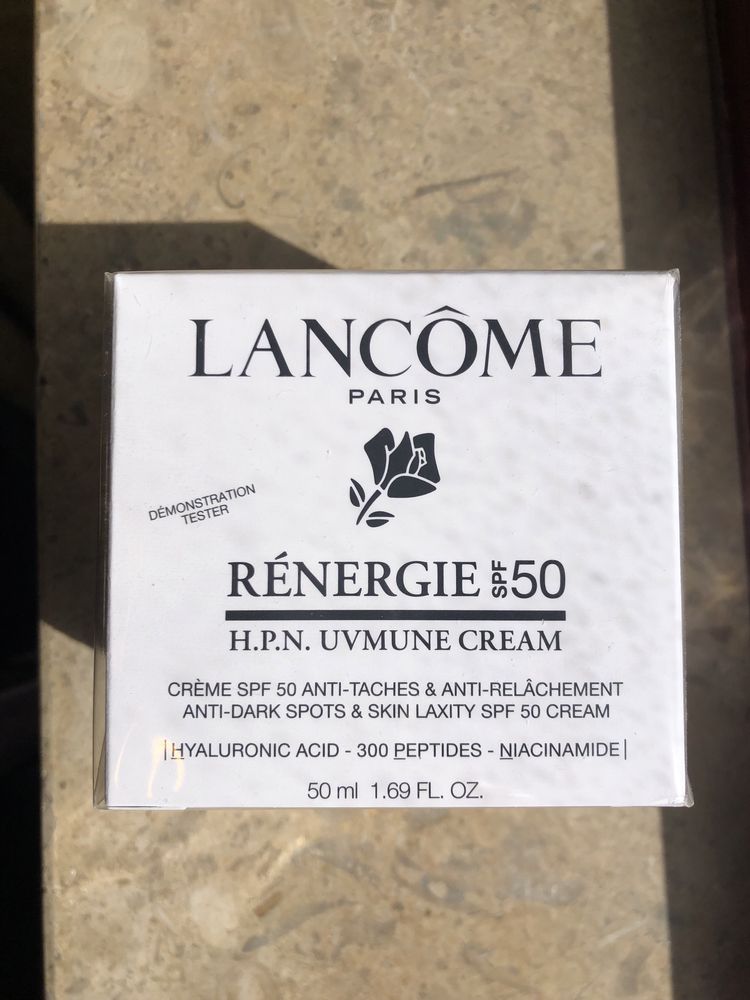 LANCÔME
PARIS
DÉMONSTRATION
TESTER
RÉNERGIE SPF 50
H.P.N. UVMUNE CREAM
CRÈME SPF 50 ANTI-TACHES & ANTI-RELÂCHEMENT
ANTI-DARK SPOTS & SKIN LAXITY SPF 50 CREAM
|HYALURONIC ACID - 300 PEPTIDES - NIACINAMIDE|
50 ml 1.69 FL. OZ.